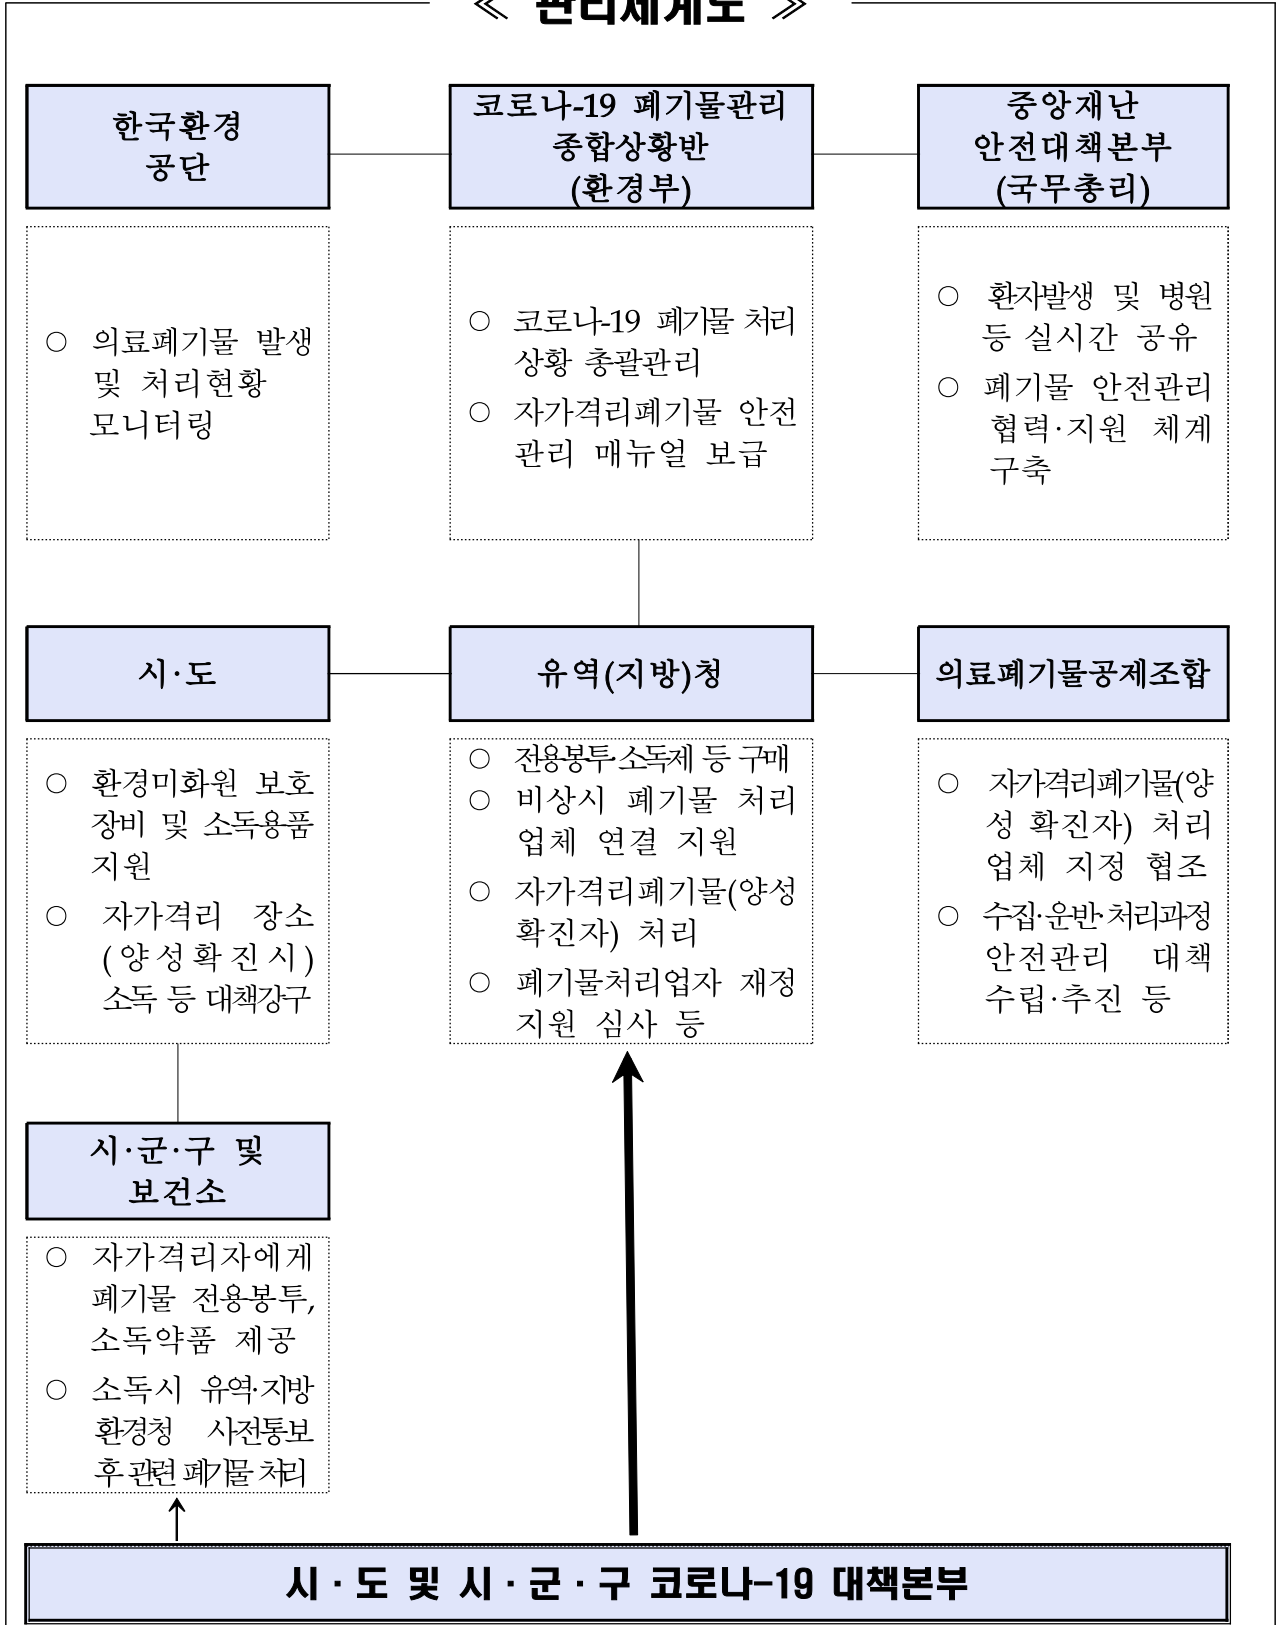 ≪ 관리체계도 ≫
한국환경
공단
코로나-19 폐기물관리
종합상황반
(환경부)
중앙재난
안전대책본부
(국무총리)
○ 의료폐기물 발생
및 처리현황
모니터링
○ 코로나-19 폐기물 처리
상황 총괄관리
○ 자가격리폐기물 안전
관리 매뉴얼 보급
○ 환자발생 및 병원
등 실시간 공유
○ 폐기물 안전관리
협력·지원 체계
구축
시·도
유역(지방)청
의료폐기물공제조합
○ 환경미화원 보호
장비 및 소독용품
지원
○ 자가격리 장소
(양성확진시)
소독 등 대책강구
○ 전용봉투·소독제 등 구매
○ 비상시 폐기물 처리
업체 연결 지원
○ 자가격리폐기물(양성
확진자) 처리
○ 폐기물처리업자 재정
지원 심사 등
○ 자가격리폐기물(양
성 확진자) 처리
업체 지정 협조
○ 수집·운반·처리과정
안전관리 대책
수립·추진 등
시·군·구 및
보건소
○ 자가격리자에게
폐기물 전용봉투,
소독약품 제공
○ 소독시 유역·지방
환경청 사전통보
후 관련 폐기물 처리
시·도 및 시·군·구 코로나-19 대책본부